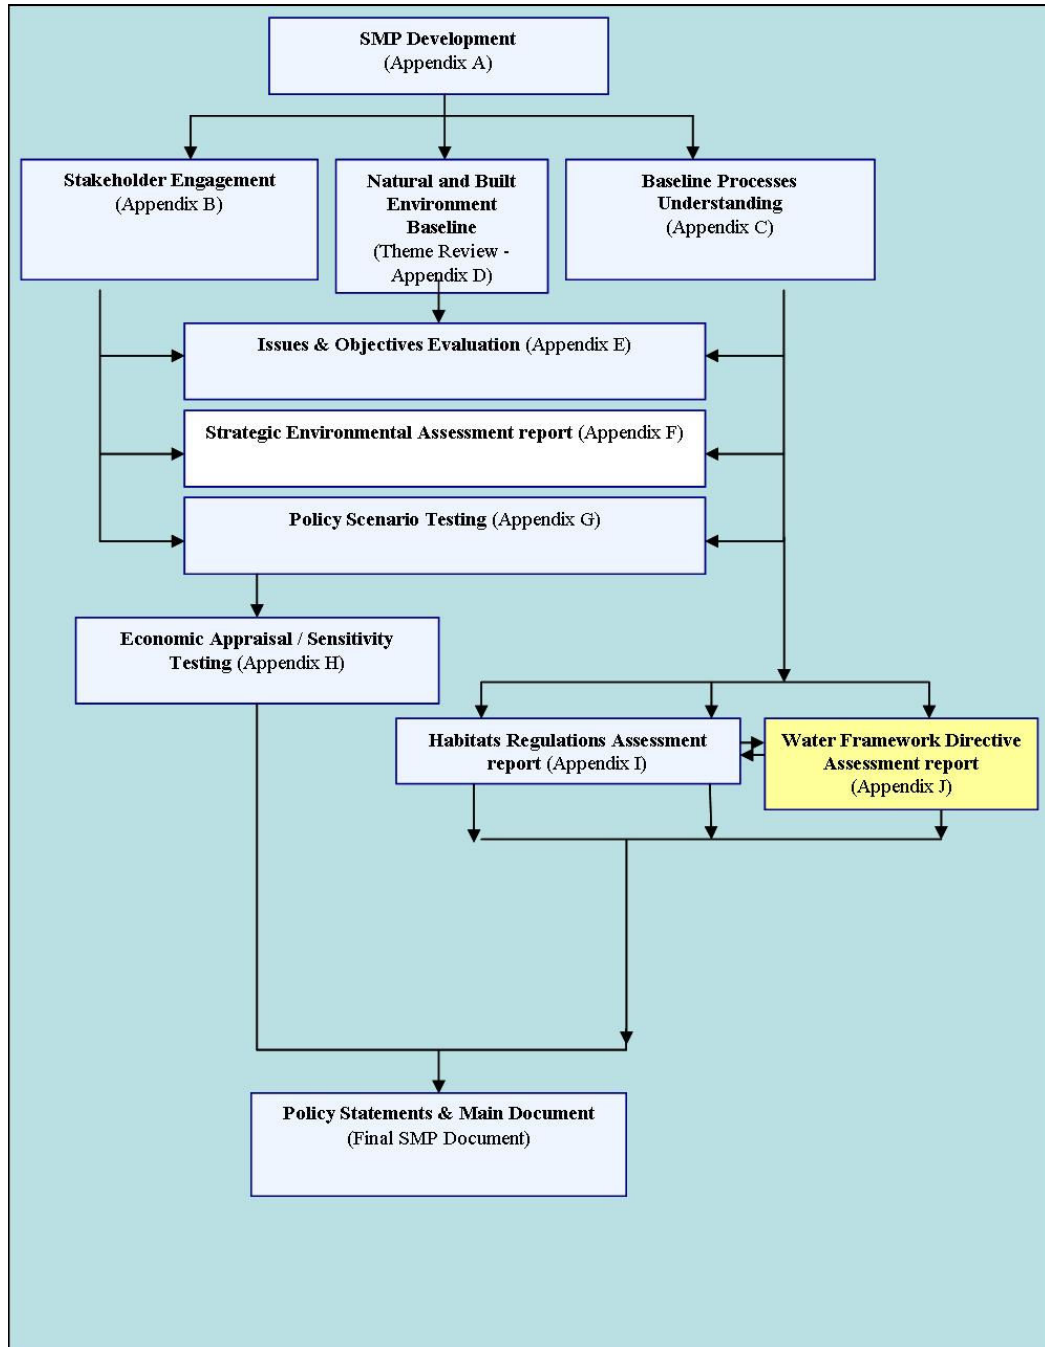 SMP Development
(Appendix A)
Stakeholder Engagement
(Appendix B)
Natural and Built
Environment
Baseline
(Theme Review -
Appendix D)
Baseline Processes
Understanding
(Appendix C)
Issues & Objectives Evaluation (Appendix E)
Strategic Environmental Assessment report (Appendix F)
Policy Scenario Testing (Appendix G)
Economic Appraisal / Sensitivity
Testing (Appendix H)
Habitats Regulations Assessment
report (Appendix I)
Water Framework Directive
Assessment report
(Appendix J)
Policy Statements & Main Document
(Final SMP Document)